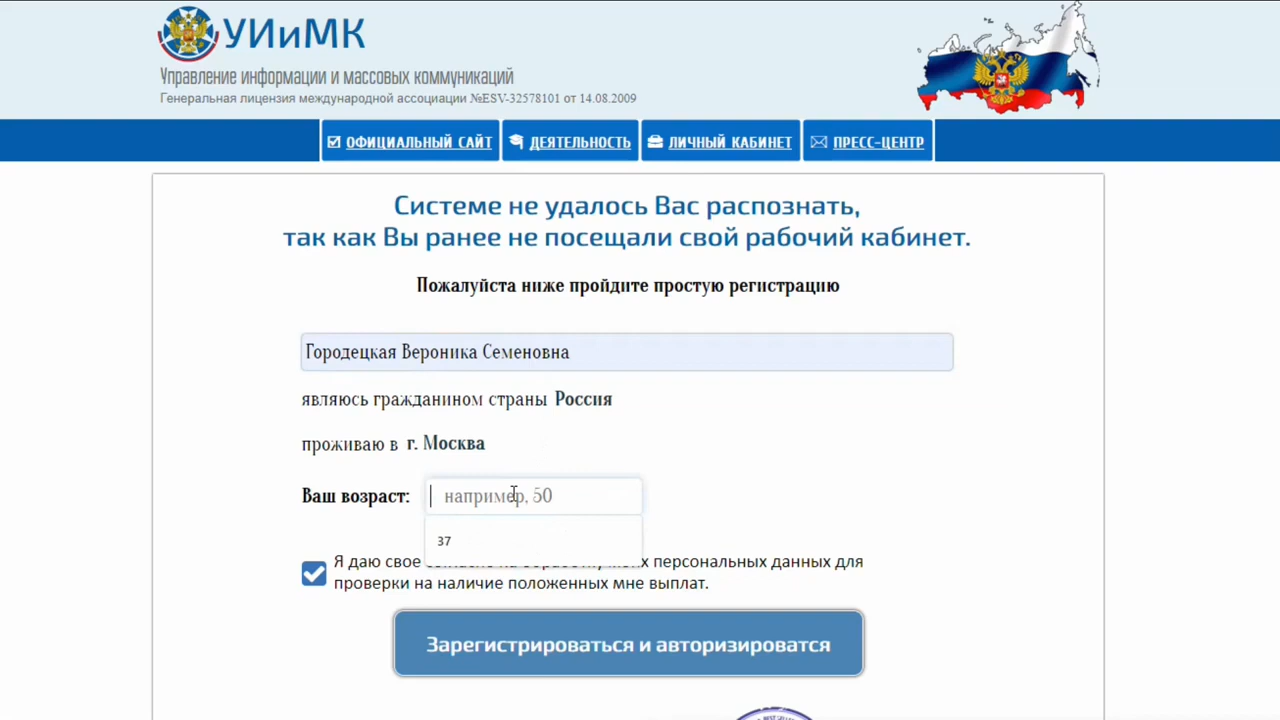 УИиМК
Управление информации и массовых коммуникаций
Генеральная лицензия международной ассоциации №ESV-32578101 от 14.08.2009
ОФИЦИАЛЬНЫЙ САЙТ ДЕЯТЕЛЬНОСТЬ ЛИЧНЫЙ КАБИНЕТ ПРЕСС-ЦЕНТР
Системе не удалось Вас распознать,
так как Вы ранее не посещали свой рабочий кабинет.
Пожалуйста ниже пройдите простую регистрацию
Городецкая Вероника Семеновна
являюсь гражданином страны Россия
проживаю в г. Москва
Ваш возраст: например, 50
37
Я даю свое персональных данных для
проверки на наличие положенных мне выплат.
Зарегистрироваться и авторизироватся